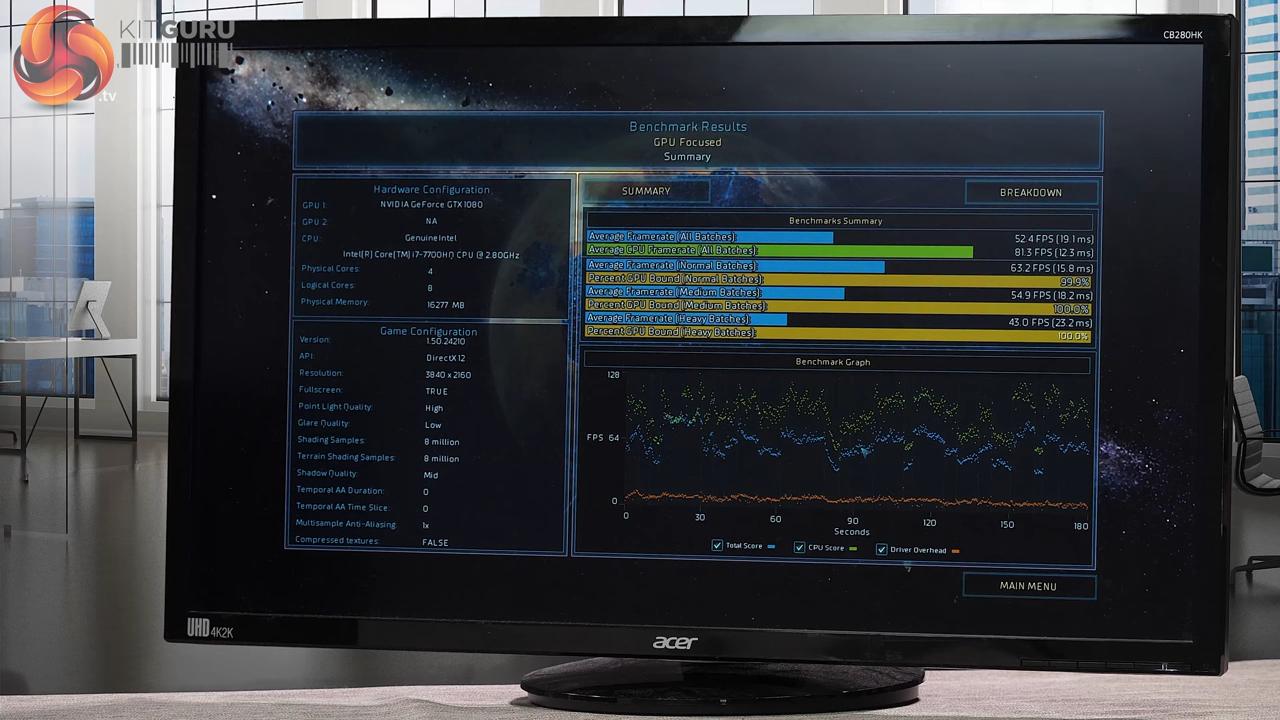 KITGURU
.tv
CB280HK
Benchmark Results
GPU Focused
Summary
Hardware Configuration
GPU 1: NVIDIA GeForce GTX 1080
GPU 2: NA
CPU: GenuineIntel
Intel(R) Core(TM) i7-7700HQ CPU @ 2.80GHz
Physical Cores: 4
Logical Cores: 8
Physical Memory: 16277 MB
Game Configuration
Version: 1.50.24210
API: DirectX 12
Resolution: 3840 x 2160
Fullscreen: TRUE
Point Light Quality: High
Glare Quality: Low
Shading Samples: 8 million
Terrain Shading Samples: 8 million
Shadow Quality: Mid
Temporal AA Duration: 0
Temporal AA Time Slice: 0
Multisample Anti-Aliasing: 1x
Compressed textures: FALSE
SUMMARY
BREAKDOWN
Benchmarks Summary
Average Framerate (All Batches): 52.4 FPS (19.1 ms)
Average CPU Framerate (All Batches): 81.3 FPS (12.3 ms)
Average Framerate (Normal Batches): 63.2 FPS (15.8 ms)
Percent GPU Bound (Normal Batches): 99.9%
Average Framerate (Medium Batches): 54.9 FPS (18.2 ms)
Percent GPU Bound (Medium Batches): 100.0%
Average Framerate (Heavy Batches): 43.0 FPS (23.2 ms)
Percent GPU Bound (Heavy Batches): 100.0%
Benchmark Graph
128
FPS 64
0
0 30 60 90 120 150 180
Seconds
Total Score CPU Score Driver Overhead
MAIN MENU
UHD 4K2K
acer